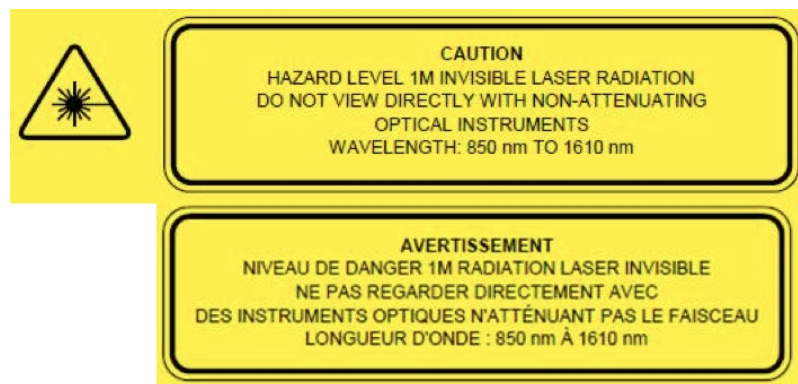 CAUTION
HAZARD LEVEL 1M INVISIBLE LASER RADIATION
DO NOT VIEW DIRECTLY WITH NON-ATTENUATING
OPTICAL INSTRUMENTS
WAVELENGTH: 850 nm TO 1610 nm
AVERTISSEMENT
NIVEAU DE DANGER 1M RADIATION LASER INVISIBLE
NE PAS REGARDER DIRECTEMENT AVEC
DES INSTRUMENTS OPTIQUES N'ATTÉNUANT PAS LE FAISCEAU
LONGUEUR D'ONDE : 850 nm À 1610 nm